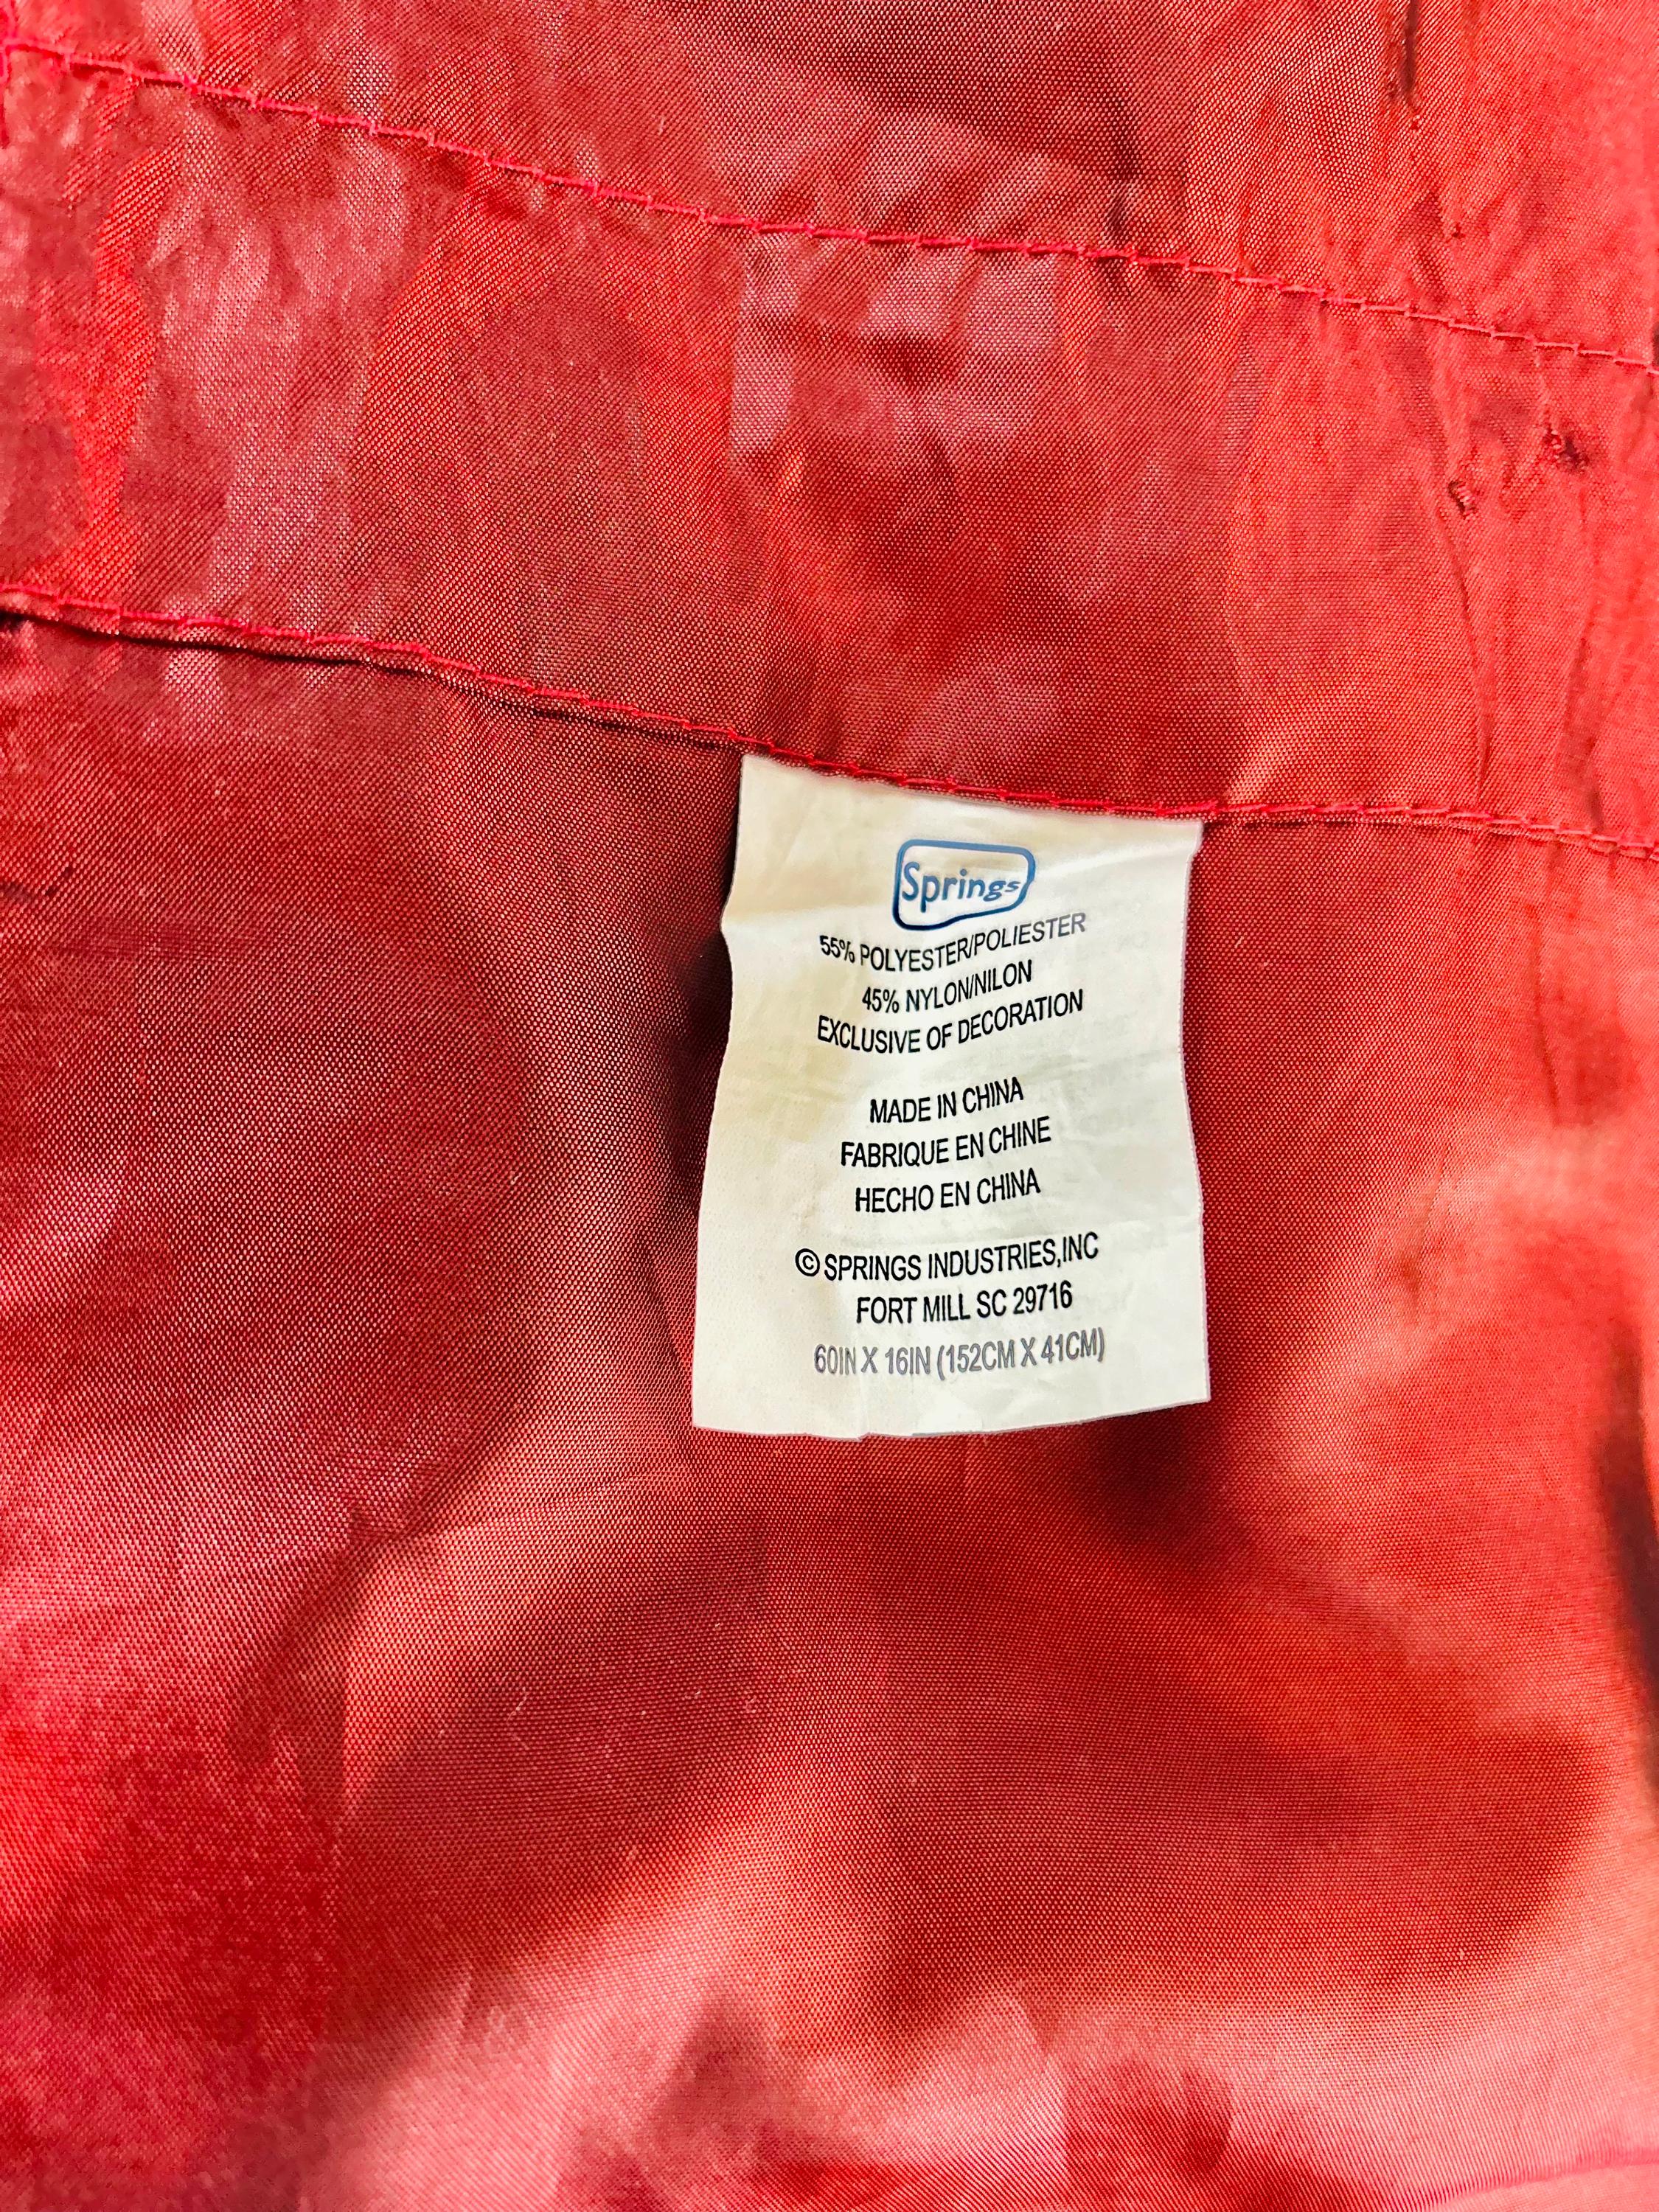 Springs
55% POLYESTER/POLIESTER
45% NYLON/NILON
EXCLUSIVE OF DECORATION
MADE IN CHINA
FABRIQUE EN CHINE
HECHO EN CHINA
© SPRINGS INDUSTRIES,INC
FORT MILL SC 29716
60IN X 16IN (152CM X 41CM)